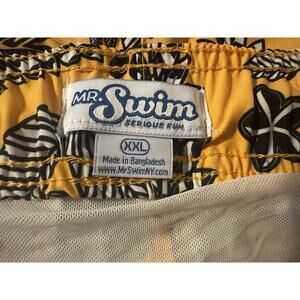 MR.
Swim
SERIOUS FUN
XXL
Made in Bangladesh
www.MrSwimNY.com